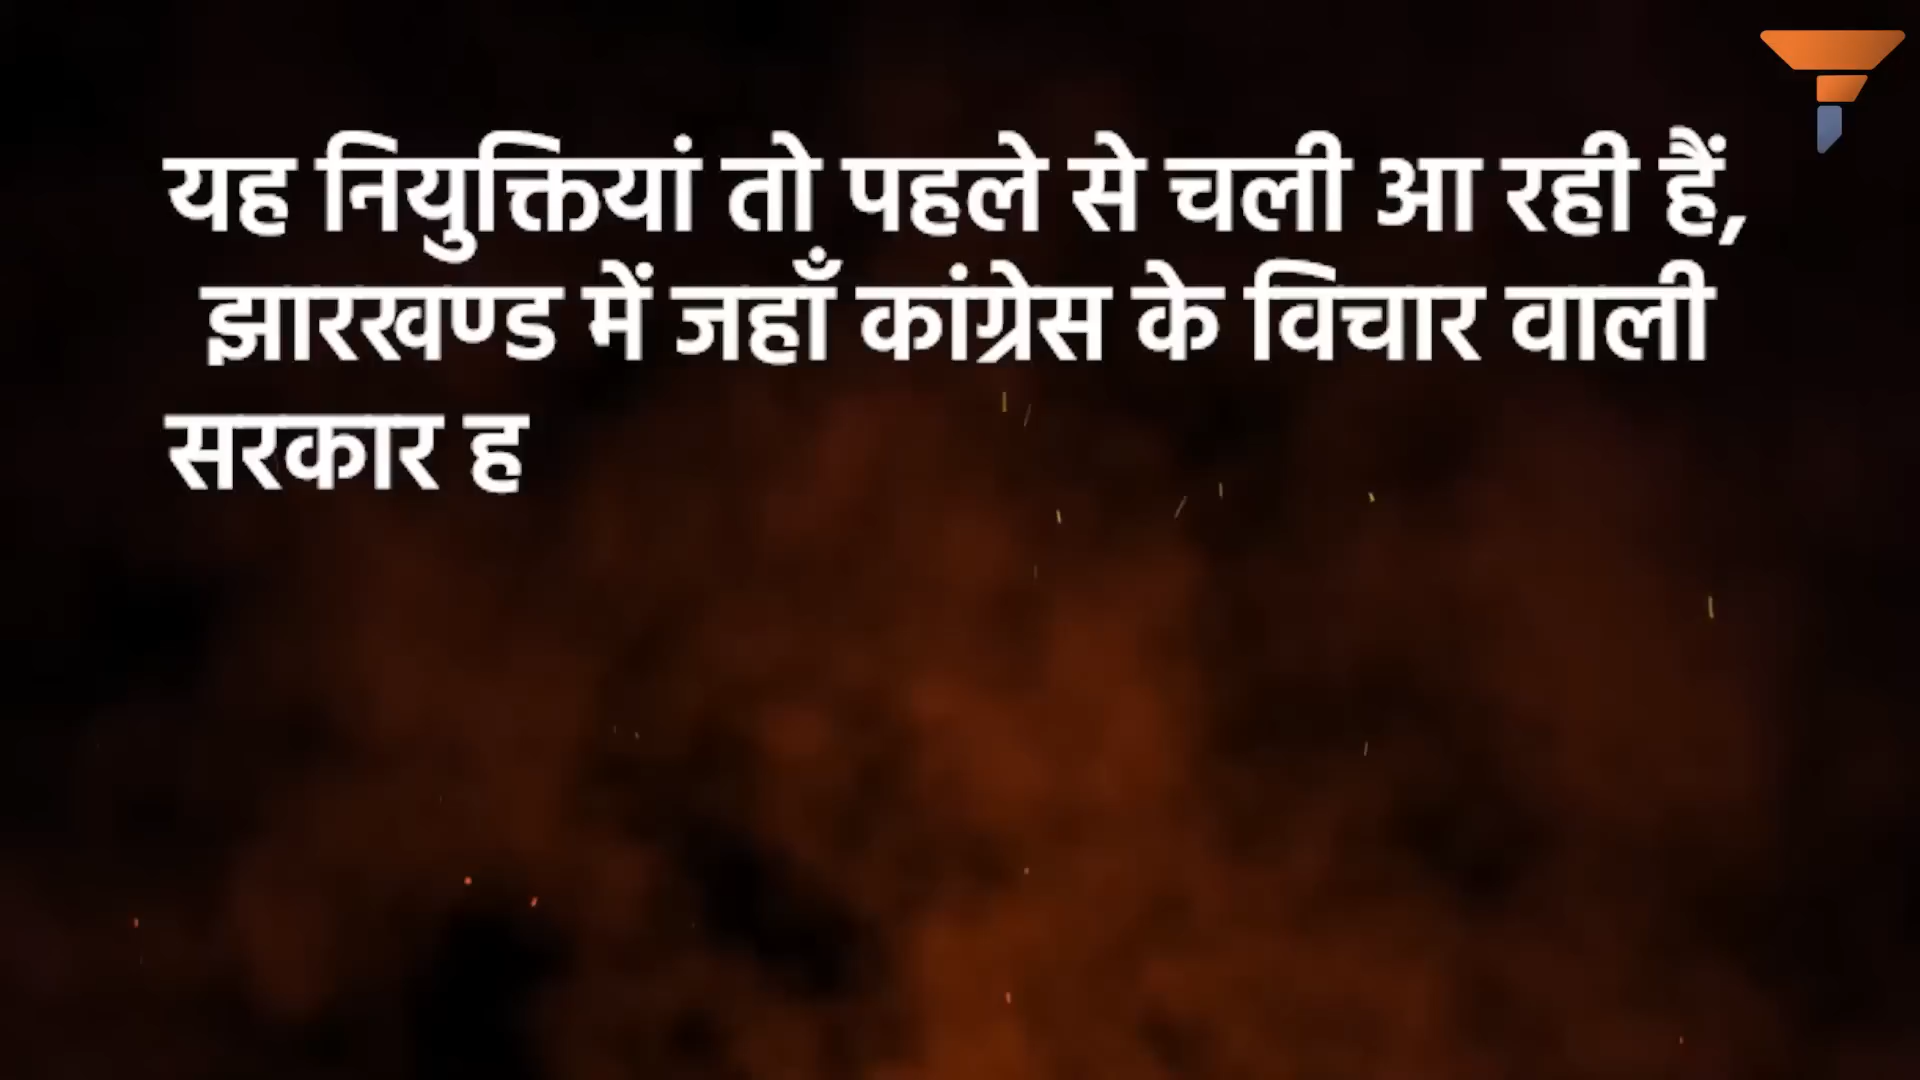 यह नियुक्तियां तो पहले से चली आ रही हैं,
झारखण्ड में जहाँ कांग्रेस के विचार वाली
सरकार ह